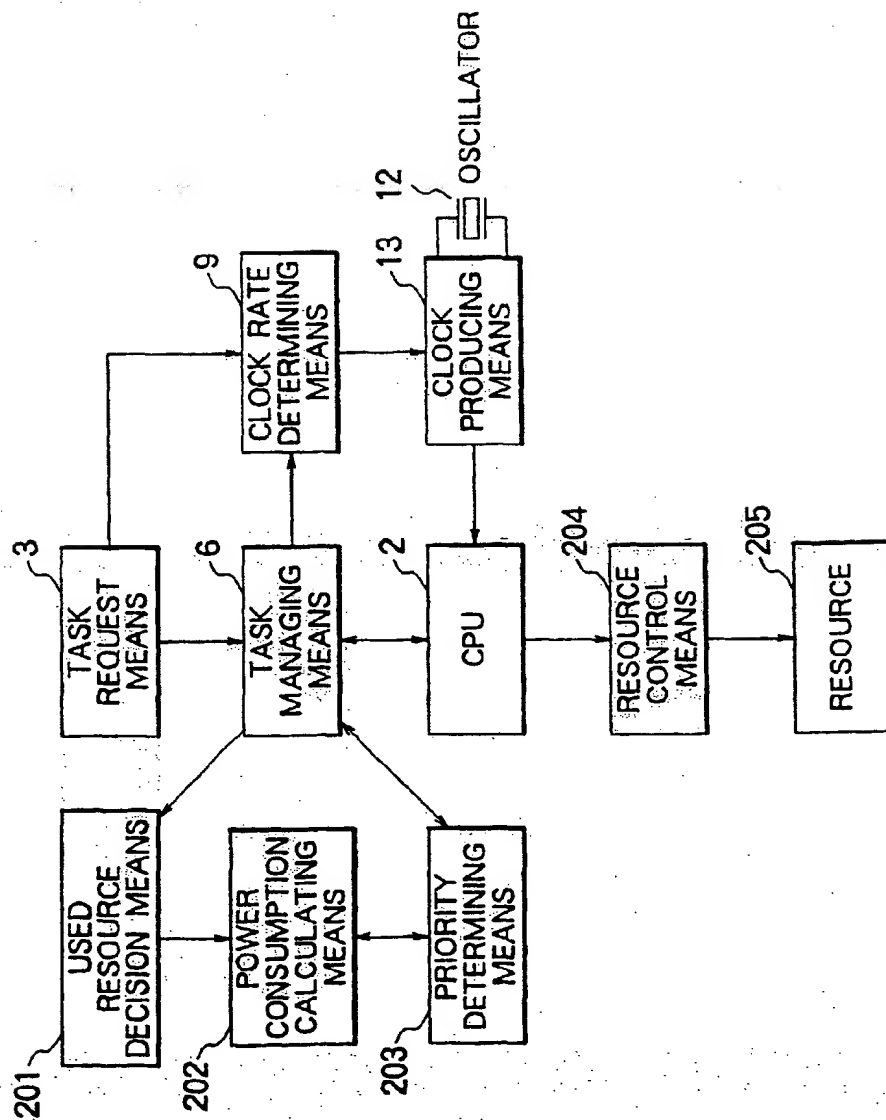 3
TASK
REQUEST
MEANS
201
USED
RESOURCE
DECISION MEANS
9
CLOCK RATE
DETERMINING
MEANS
6
TASK
MANAGING
MEANS
202
POWER
CONSUMPTION
CALCULATING
MEANS
12
OSCILLATOR
13
CLOCK
PRODUCING
MEANS
2
CPU
203
PRIORITY
DETERMINING
MEANS
204
RESOURCE
CONTROL
MEANS
205
RESOURCE